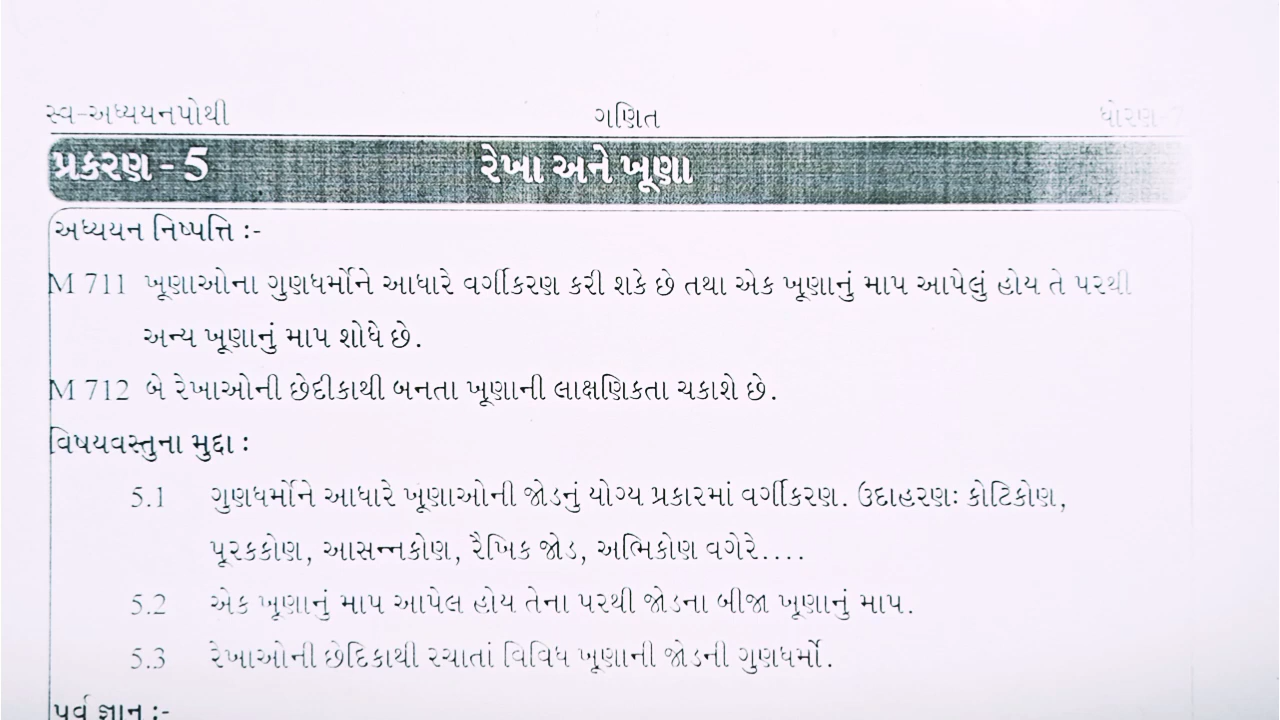 સ્વ-અધ્યયનપોથી ગણિત ધોરણ-7
પ્રકરણ - 5 રેખા અને ખૂણા
અધ્યયન નિષ્પત્તિ :-
M 711 ખૂણાઓના ગુણધર્મોને આધારે વર્ગીકરણ કરી શકે છે તથા એક ખૂણાનું માપ આપેલું હોય તે પરથી
અન્ય ખૂણાનું માપ શોધે છે.
M 712 બે રેખાઓની છેદીકાથી બનતા ખૂણાની લાક્ષણિકતા ચકાશે છે.
વિષયવસ્તુના મુદ્દા :
5.1 ગુણધર્મોને આધારે ખૂણાઓની જોડનું યોગ્ય પ્રકારમાં વર્ગીકરણ. ઉદાહરણઃ કોટિકોણ,
પૂરકકોણ, આસન્નકોણ, રૈખિક જોડ, અભિકોણ વગેરે....
5.2 એક ખૂણાનું માપ આપેલ હોય તેના પરથી જોડના બીજા ખૂણાનું માપ.
5.3 રેખાઓની છેદિકાથી રચાતાં વિવિધ ખૂણાની જોડની ગુણધર્મો.
પૂર્વ જ્ઞાન :-